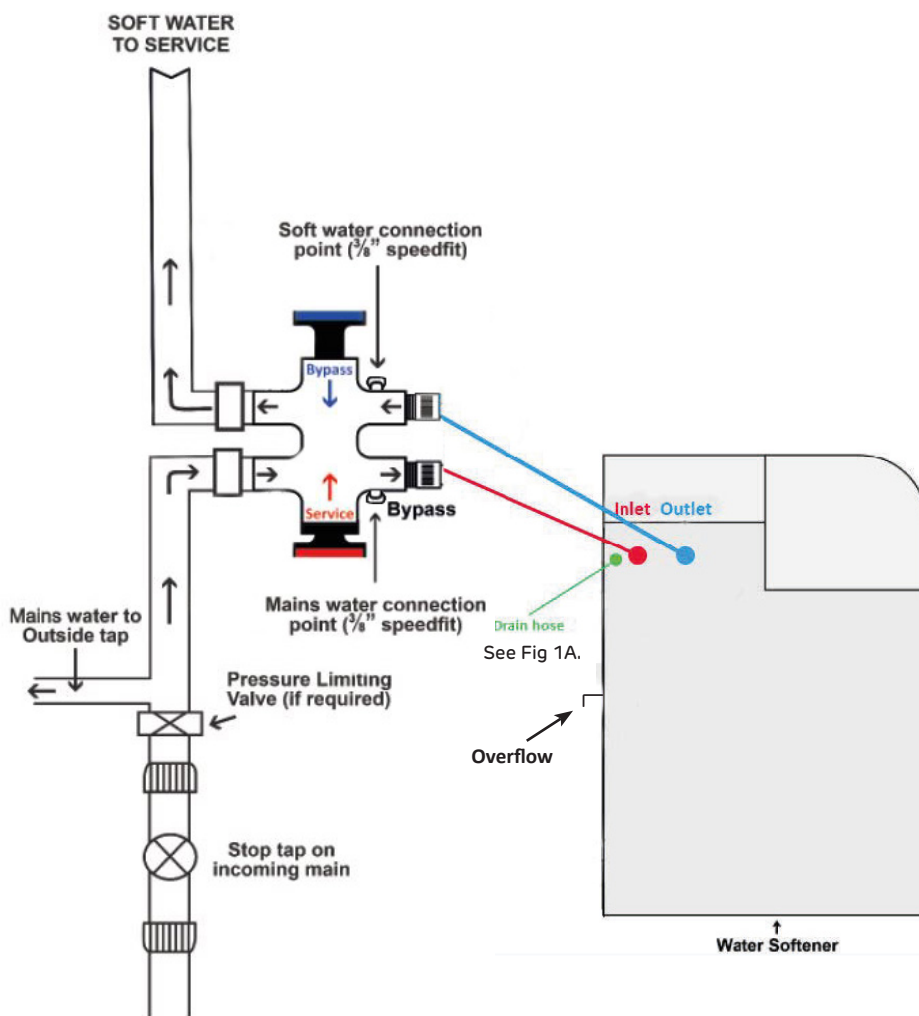 SOFT WATER
TO SERVICE
Soft water connection
point (⅜” speedfit)
Bypass
Service
Bypass
Mains water connection
point (⅜” speedfit)
Mains water to
Outside tap
Pressure Limiting
Valve (if required)
Stop tap on
incoming main
Inlet
Outlet
Drain hose
See Fig 1A.
Overflow
Water Softener